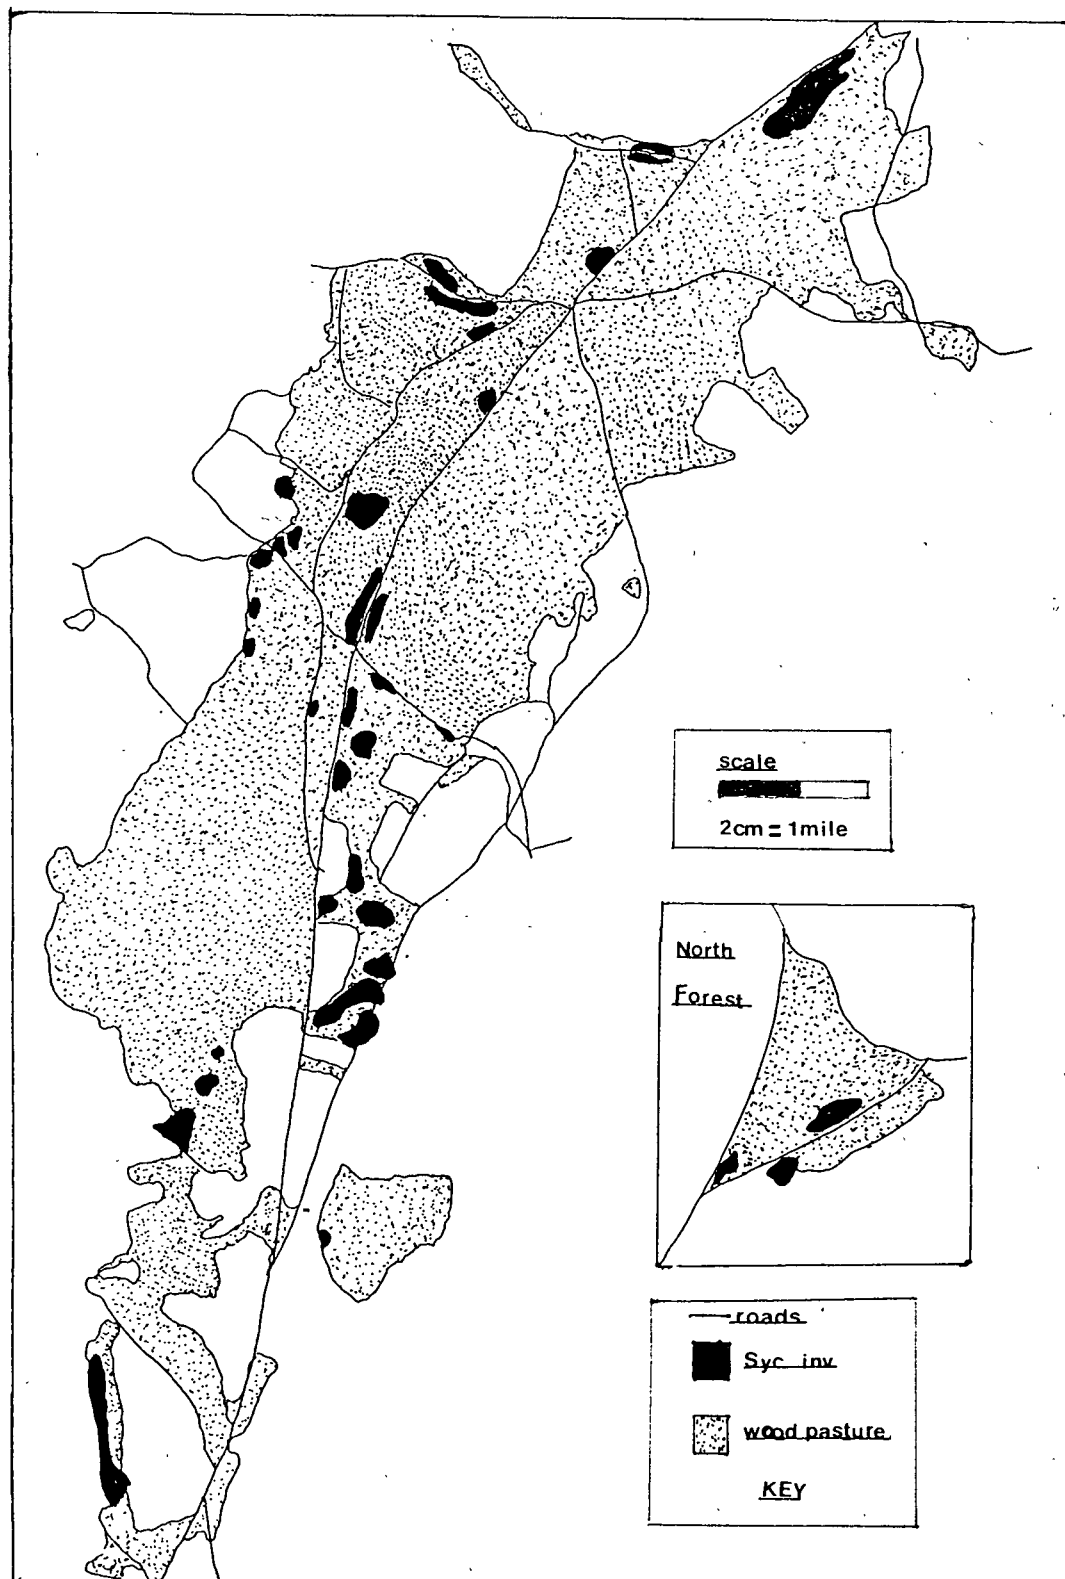 scale
2cm = 1mile
North
Forest
roads
Syc inv
wood pasture
KEY